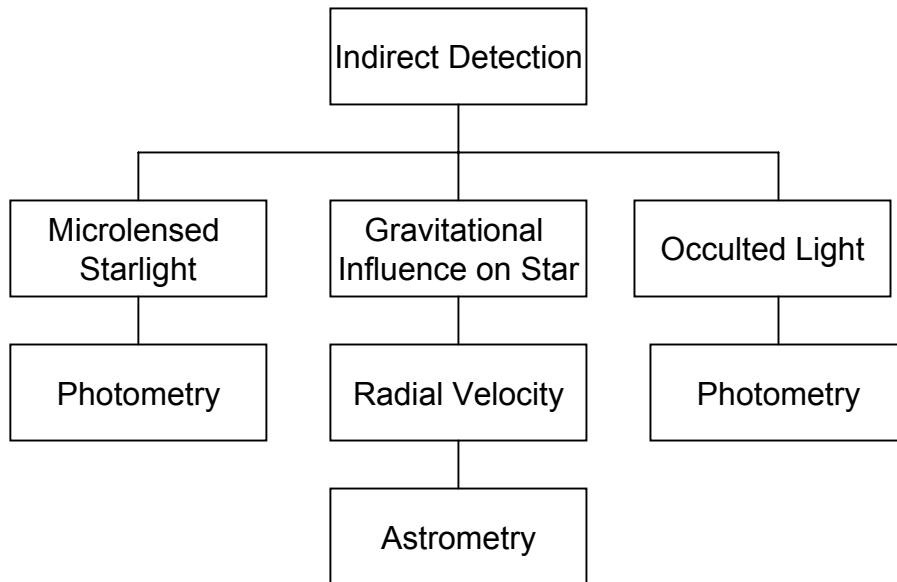 Indirect Detection
Microlensed
Starlight
Gravitational
Influence on Star
Occulted Light
Photometry
Radial Velocity
Photometry
Astrometry